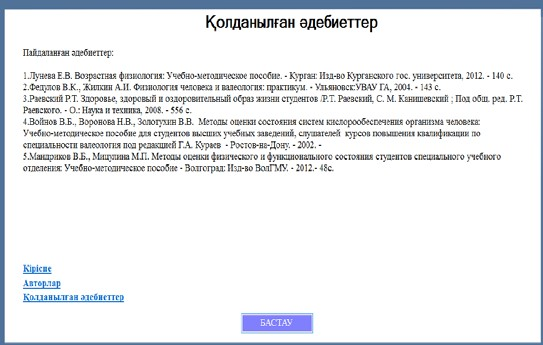 Қолданылған әдебиеттер
Пайдаланған әдебиеттер:
1.Лунева Е.В. Возрастная физиология: Учебно-методическое пособие. - Курган: Изд-во Курганского гос. университета, 2012. - 140 с.
2.Федулов В.К., Жилкин А.И. Физиология человека и валеология: практикум. - Ульяновск:УВАУ ГА, 2004. - 143 с.
3.Раевский Р.Т. Здоровье, здоровый и оздоровительный образ жизни студентов /Р.Т. Раевский, С. М. Канишевский ; Под общ. ред. Р.Т.
Раевского. - О.: Наука и техника, 2008. - 556 с.
4.Войнов В.Б., Воронова Н.В., Золотухин В.В. Методы оценки состояния систем кислорообеспечения организма человека:
Учебно-методическое пособие для студентов высших учебных заведений, слушателей курсов повышения квалификации по
специальности валеология под редакцией Г.А. Кураев - Ростов-на-Дону. - 2002. -
5.Мандриков В.Б., Мицулина М.П. Методы оценки физического и функционального состояния студентов специального учебного
отделения: Учебно-методическое пособие - Волгоград: Изд-во ВолГМУ. - 2012.- 48с.
Кіріспе
Авторлар
Қолданылған әдебиеттер
БАСТАУ